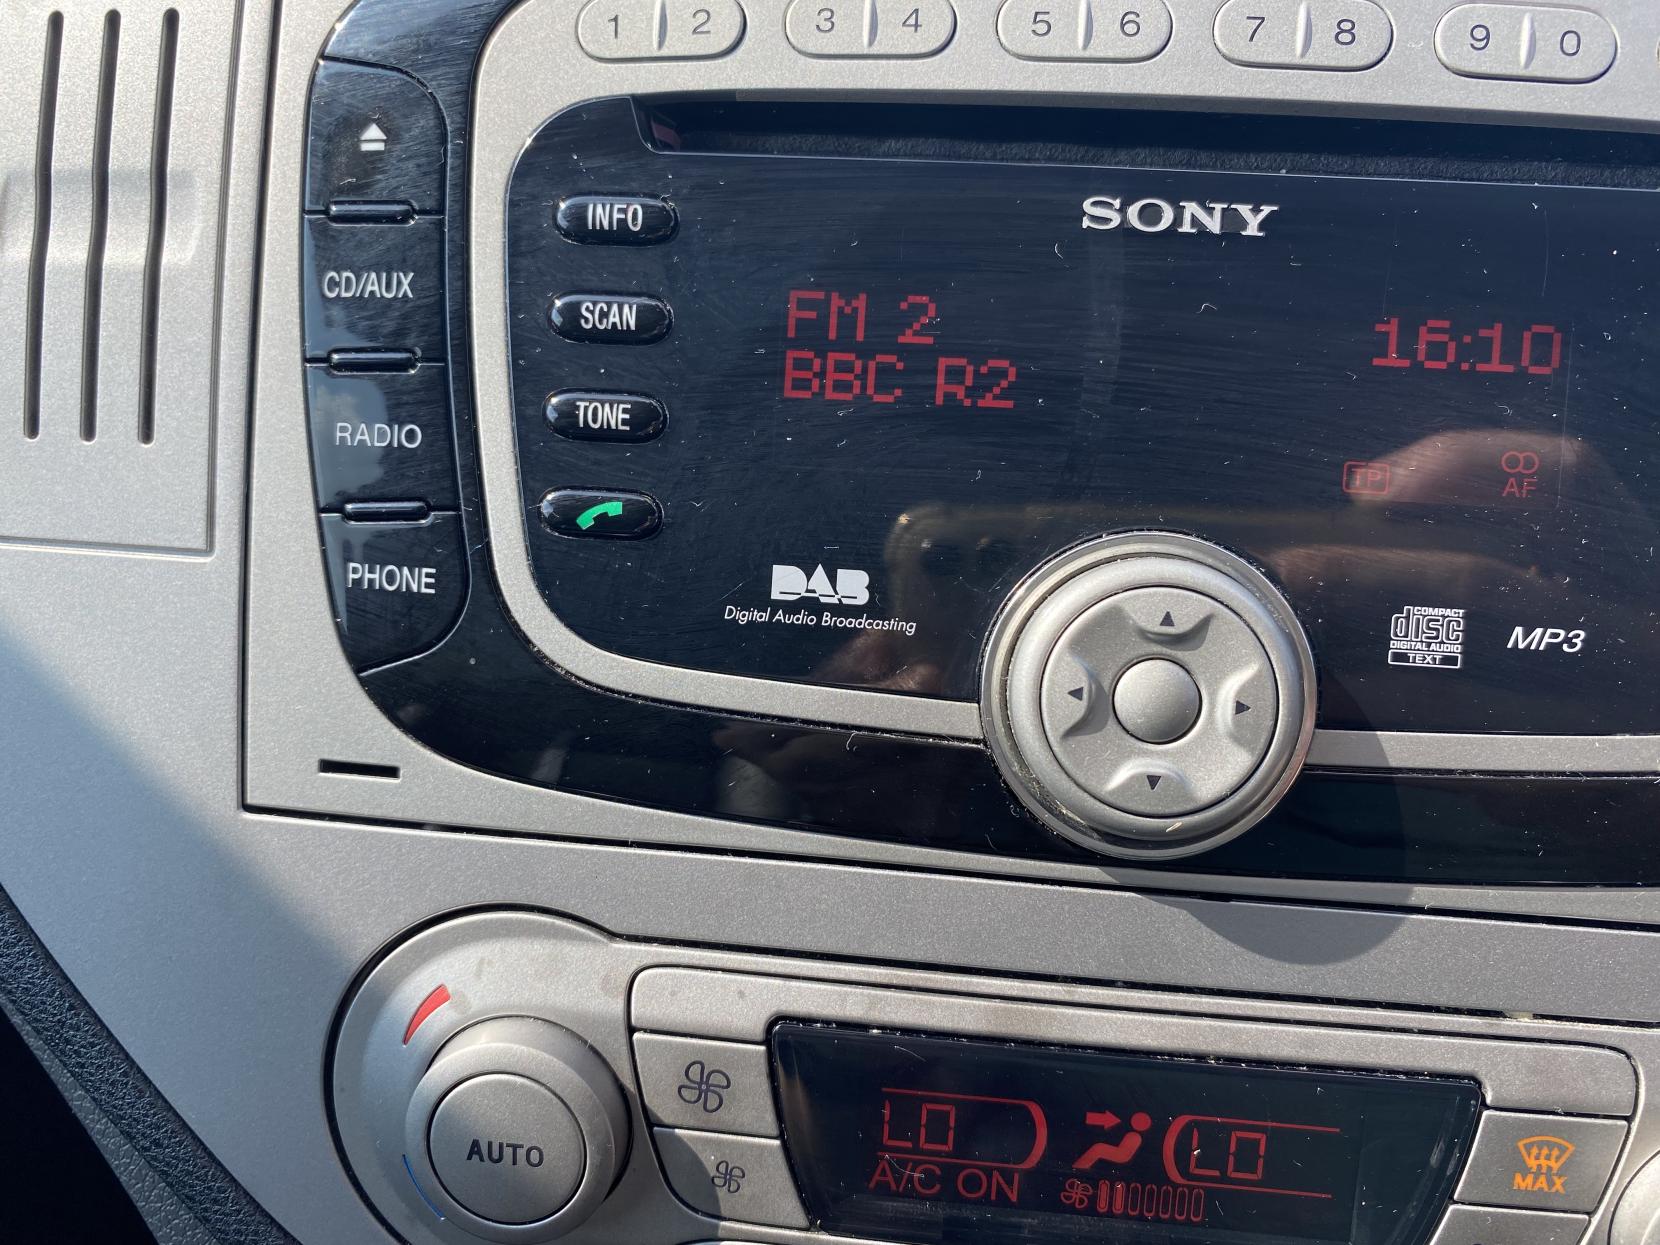 1 2 3 4 5 6 7 8 9 0
INFO
SONY
CD/AUX
SCAN
FM 2
16:10
BBC R2
RADIO
TONE
TP
AF
PHONE
DAB
Digital Audio Broadcasting
COMPACT
disc
DIGITAL AUDIO
TEXT
MP3
AUTO
LO
LO
A/C ON
MAX